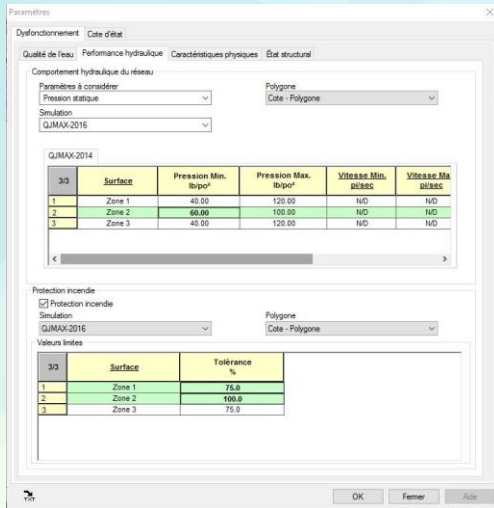 Paramètres
Dysfonctionnement Cote d'état
Qualité de l'eau Performance hydraulique Caractéristiques physiques État structural
Comportement hydraulique du réseau
Paramètres à considérer Polygone
Pression statique Cote - Polygone
Simulation
QJMAX-2016
QJMAX-2014
3/3 Surface Pression Min. lb/po² Pression Max. lb/po² Vitesse Min. pi/sec Vitesse Ma pi/sec
1 Zone 1 40.00 120.00 N/D N/D
2 Zone 2 60.00 100.00 N/D N/D
3 Zone 3 40.00 120.00 N/D N/D
Protection incendie
Protection incendie
Simulation Polygone
QJMAX-2016 Cote - Polygone
Valeurs limites
3/3 Surface Tolérance %
1 Zone 1 75.0
2 Zone 2 100.0
3 Zone 3 75.0
TXT OK Fermer Aide